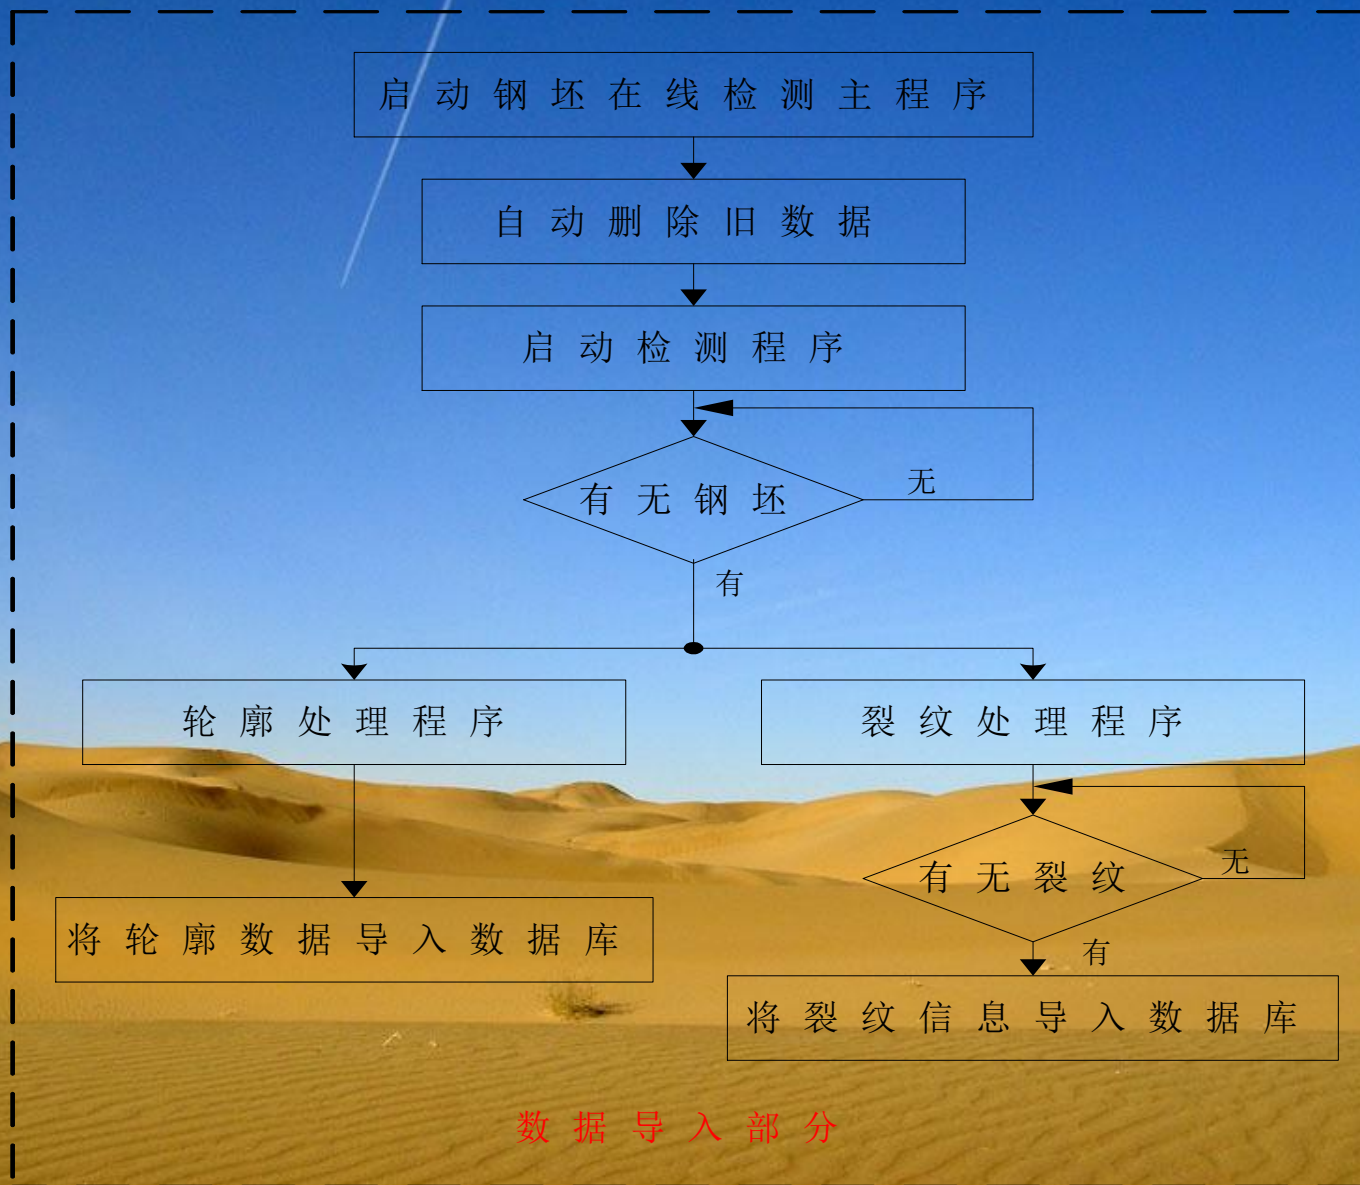 启动钢坯在线检测主程序
自动删除旧数据
启动检测程序
有无钢坯
无
有
轮廓处理程序
裂纹处理程序
有无裂纹
无
将轮廓数据导入数据库
有
将裂纹信息导入数据库
数据导入部分